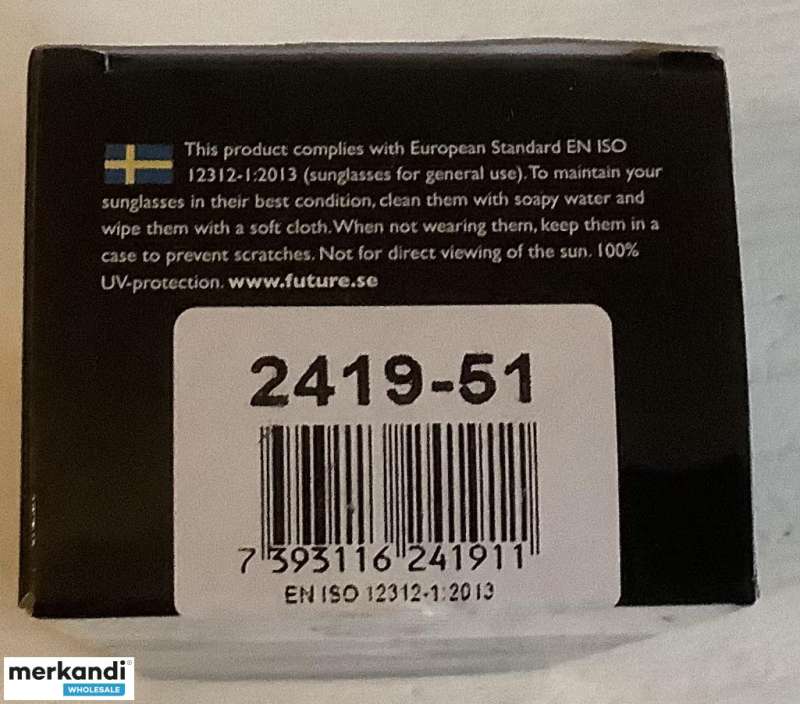 This product complies with European Standard EN ISO
12312-1:2013 (sunglasses for general use). To maintain your
sunglasses in their best condition, clean them with soapy water and
wipe them with a soft cloth. When not wearing them, keep them in a
case to prevent scratches. Not for direct viewing of the sun. 100%
UV-protection. www.future.se
2419-51
7 393116 241911
EN ISO 12312-1:2013
merkandi
WHOLESALE